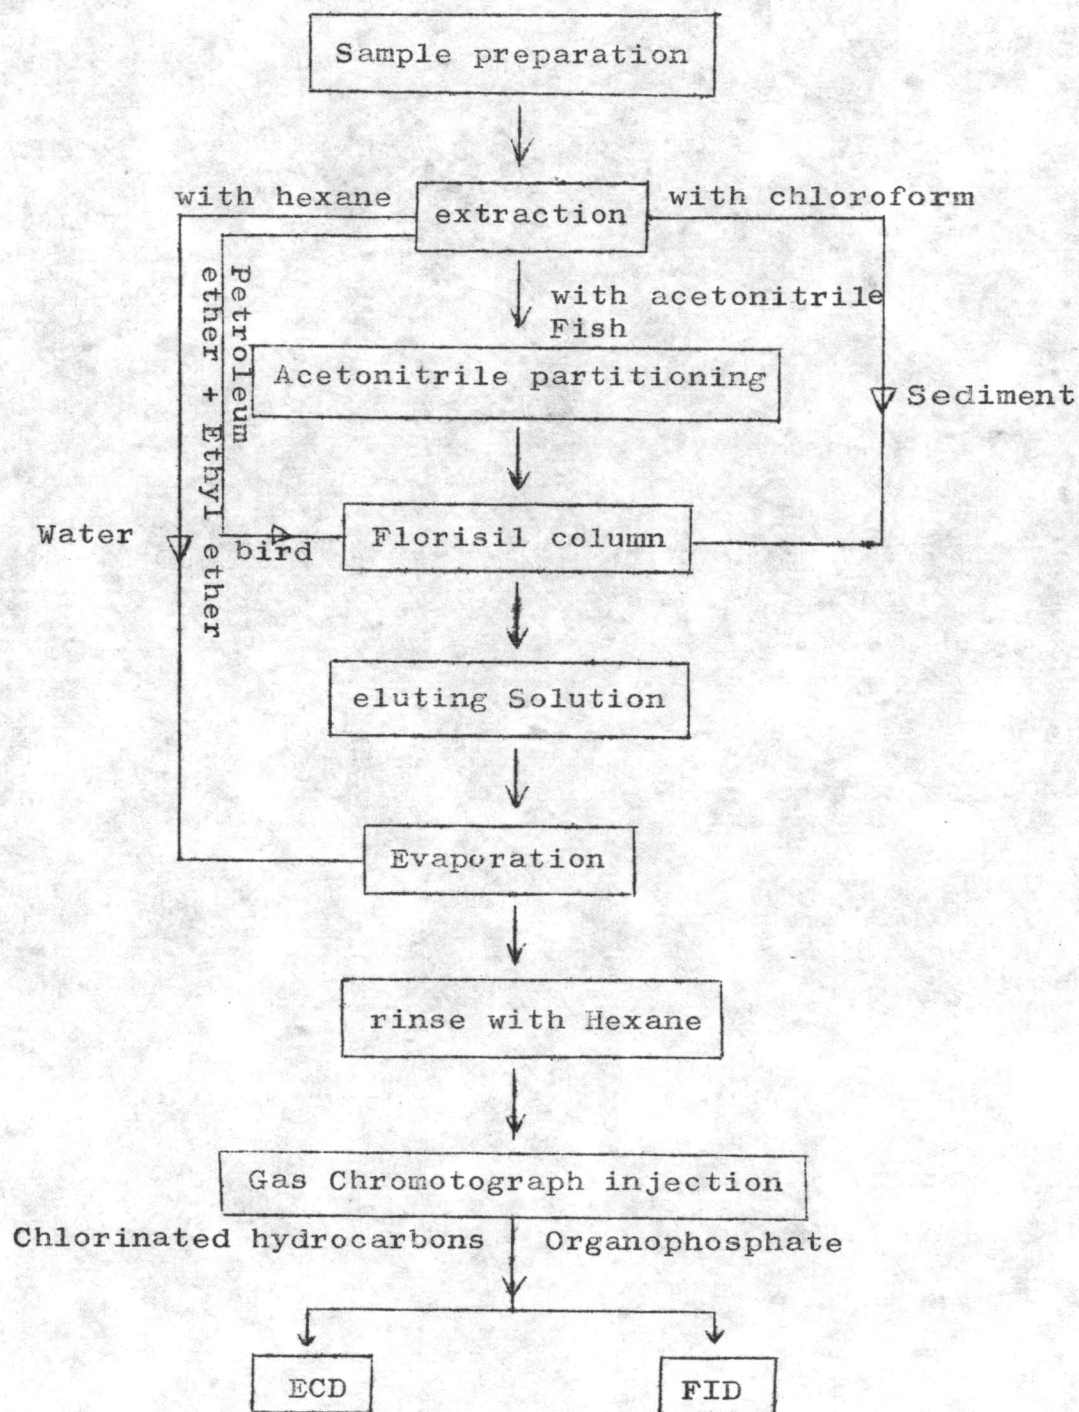 Sample preparation
with hexane
extraction
with chloroform
Petroleum
ether + Ethyl ether
with acetonitrile
Fish
Acetonitrile partitioning
Sediment
Water
bird
Florisil column
eluting Solution
Evaporation
rinse with Hexane
Gas Chromotograph injection
Chlorinated hydrocarbons
Organophosphate
ECD
FID